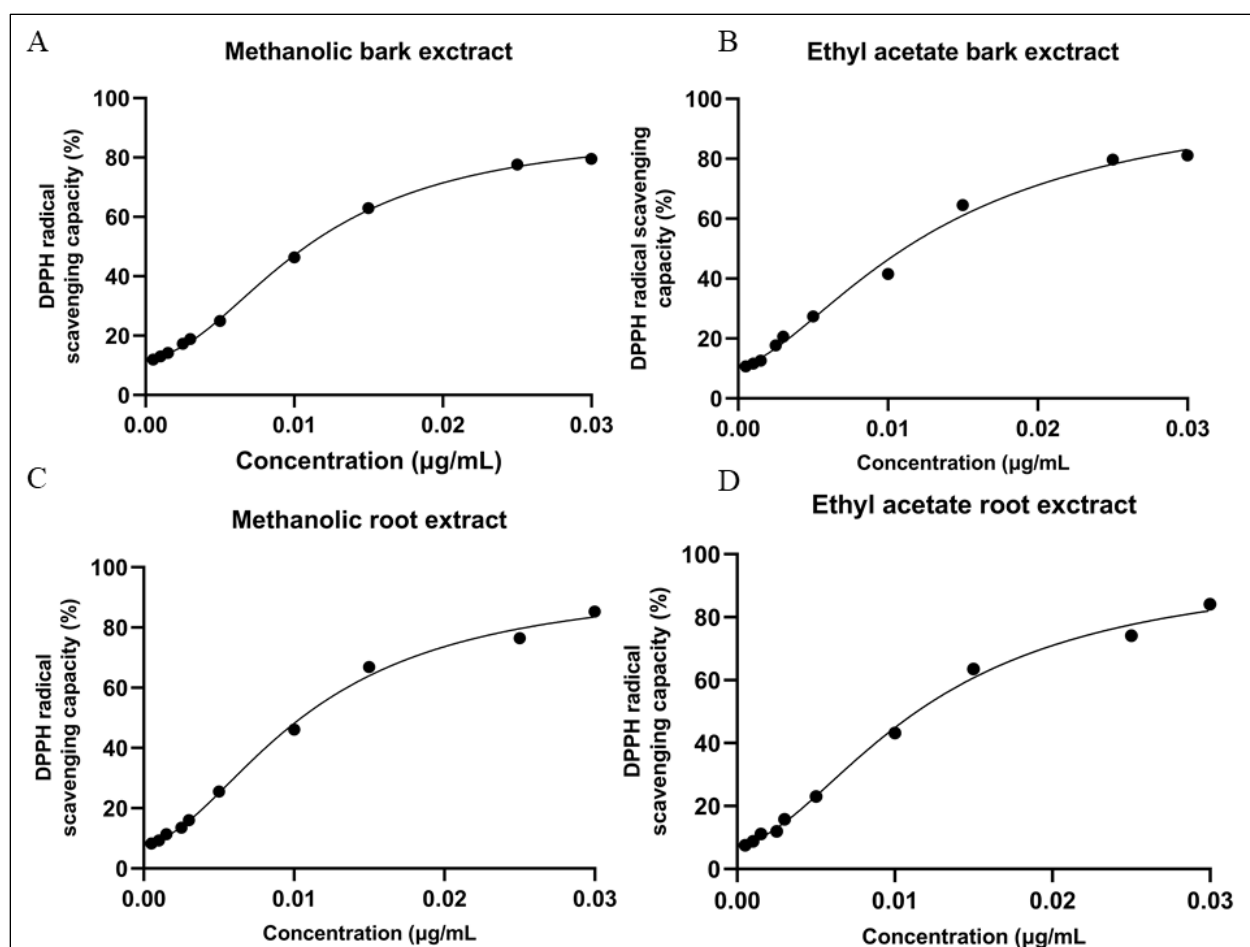 A
Methanolic bark exctract
DPPH radical
scavenging capacity (%)
100
80
60
40
20
0
0.00
0.01
0.02
0.03
Concentration (µg/mL)
B
Ethyl acetate bark exctract
DPPH radical scavenging
capacity (%)
100
80
60
40
20
0
0.00
0.01
0.02
0.03
Concentration (µg/mL
C
Methanolic root extract
DPPH radical
scavenging capacity (%)
100
80
60
40
20
0
0.00
0.01
0.02
0.03
Concentration (µg/mL
D
Ethyl acetate root exctract
DPPH radical
scavenging capacity (%)
100
80
60
40
20
0
0.00
0.01
0.02
0.03
Concentration (µg/mL